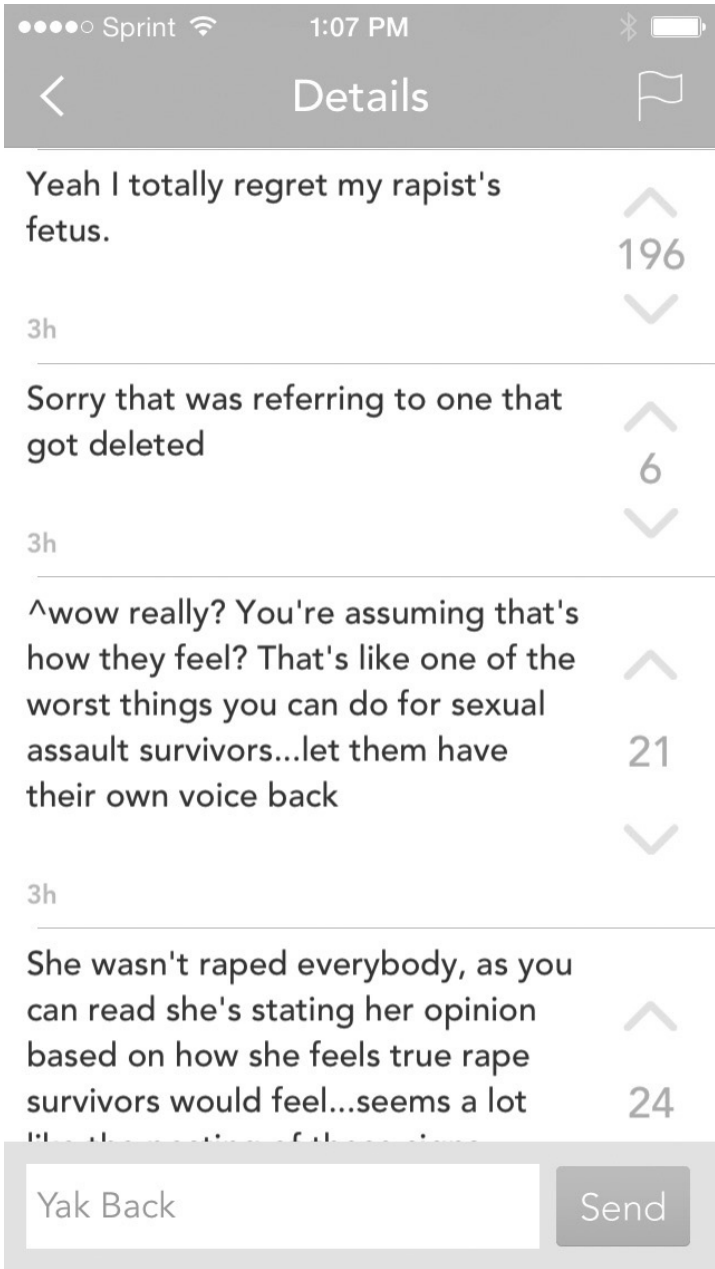 Sprint 1:07 PM
Details
Yeah I totally regret my rapist's
fetus.
196
3h
Sorry that was referring to one that
got deleted
6
3h
^wow really? You're assuming that's
how they feel? That's like one of the
worst things you can do for sexual
assault survivors...let them have
their own voice back
21
3h
She wasn't raped everybody, as you
can read she's stating her opinion
based on how she feels true rape
survivors would feel...seems a lot
24
Yak Back
Send